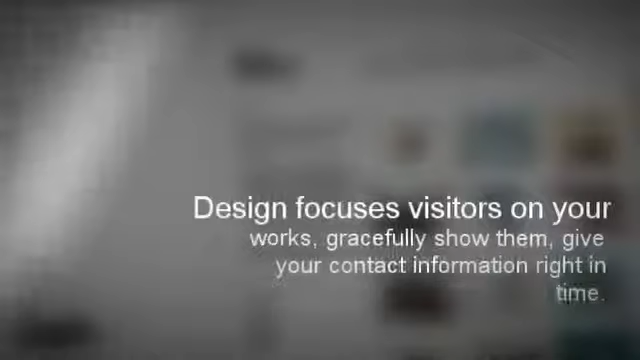 Design focuses visitors on your
works, gracefully show them, give
your contact information right in
time.